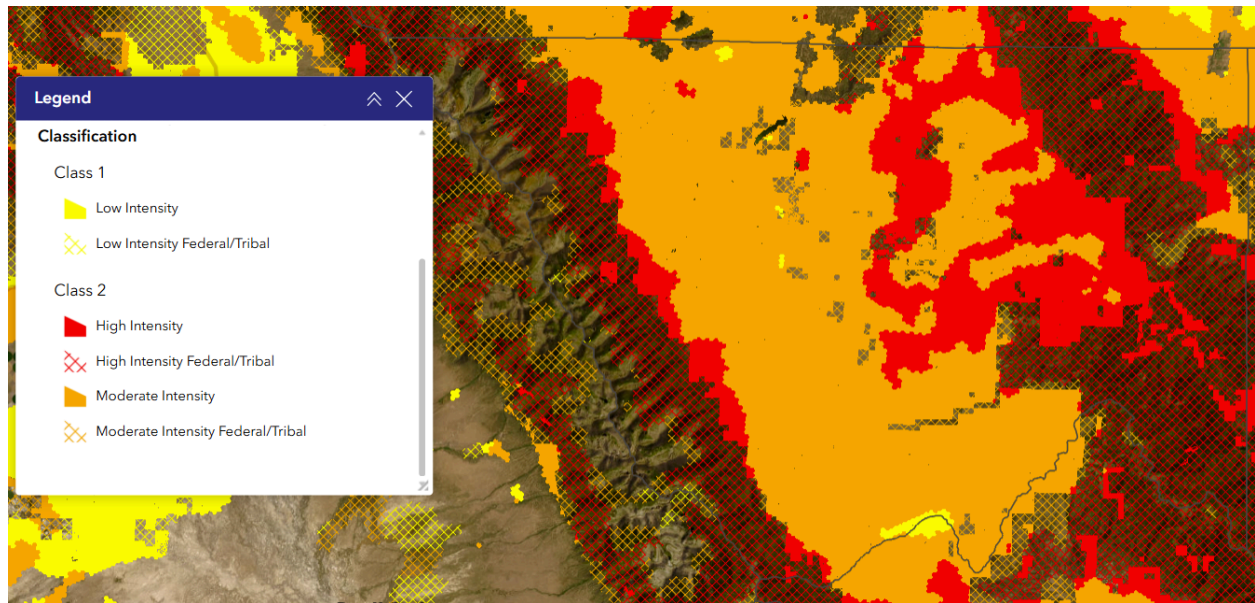 Legend
Classification
Class 1
Low Intensity
Low Intensity Federal/Tribal
Class 2
High Intensity
High Intensity Federal/Tribal
Moderate Intensity
Moderate Intensity Federal/Tribal